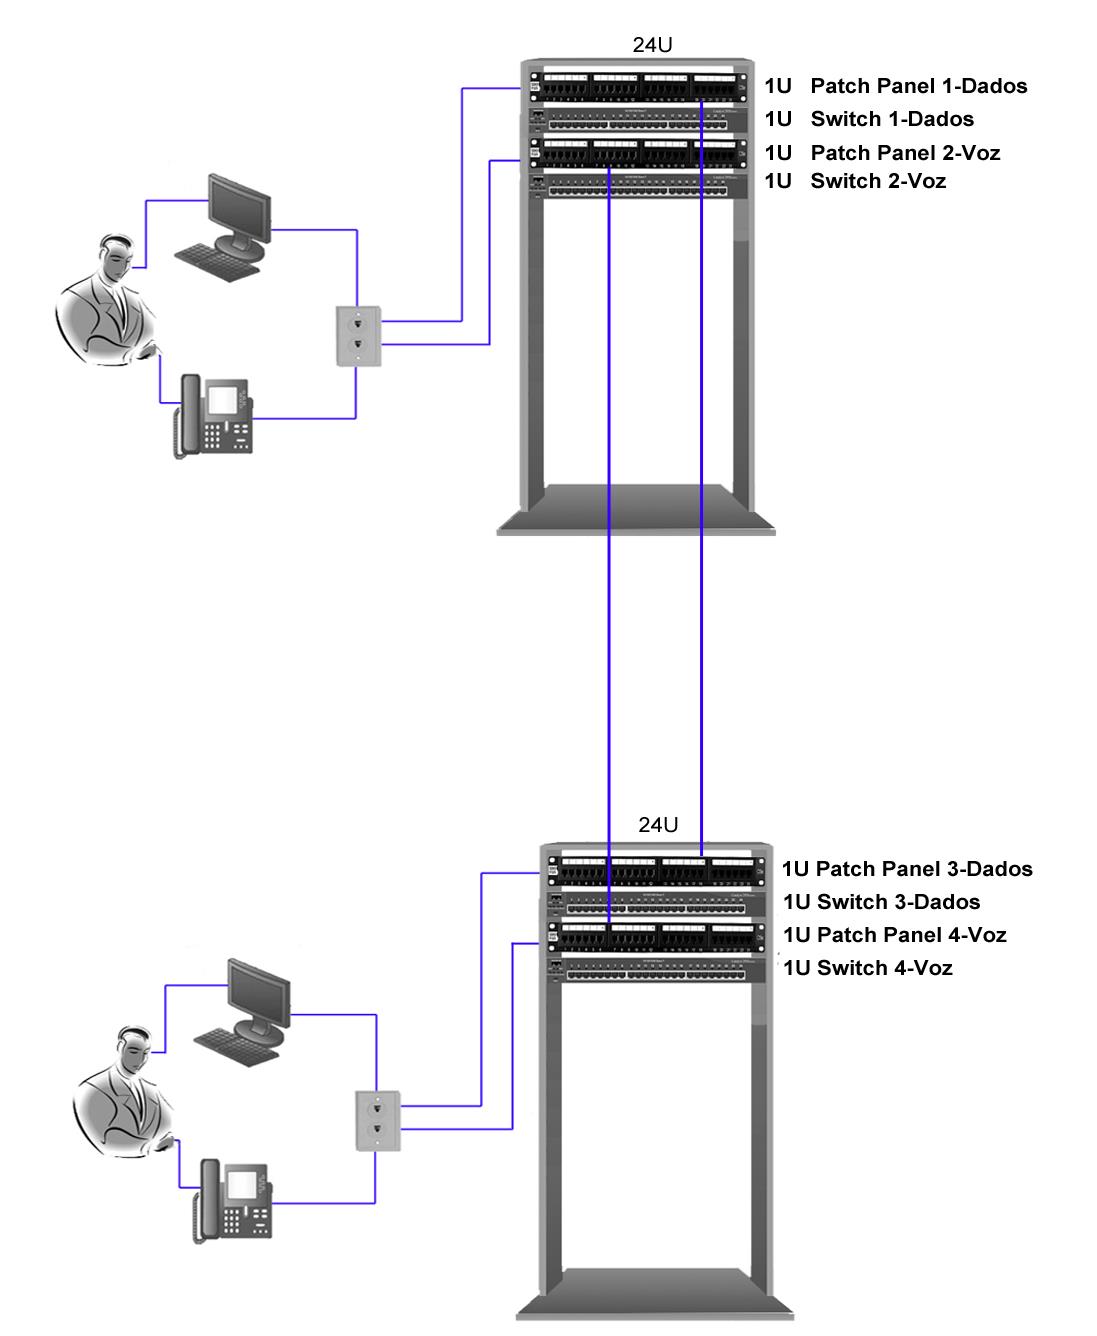 24U
1U Patch Panel 1-Dados
1U Switch 1-Dados
1U Patch Panel 2-Voz
1U Switch 2-Voz
24U
1U Patch Panel 3-Dados
1U Switch 3-Dados
1U Patch Panel 4-Voz
1U Switch 4-Voz